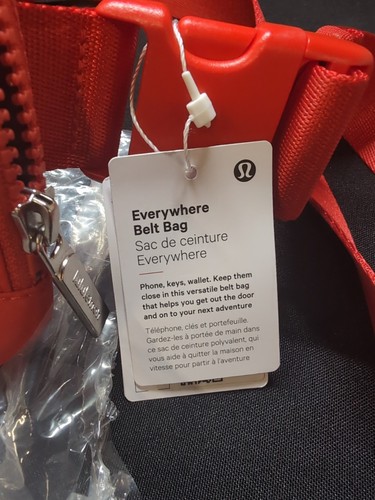 Everywhere
Belt Bag
Sac de ceinture
Everywhere
Phone, keys, wallet. Keep them
close in this versatile belt bag
that helps you get out the door
and on to your next adventure
Téléphone, clés et portefeuille.
Gardez-les à portée de main dans
ce sac de ceinture polyvalent, qui
vous aide à quitter la maison en
vitesse pour partir à l'aventure
lululemon